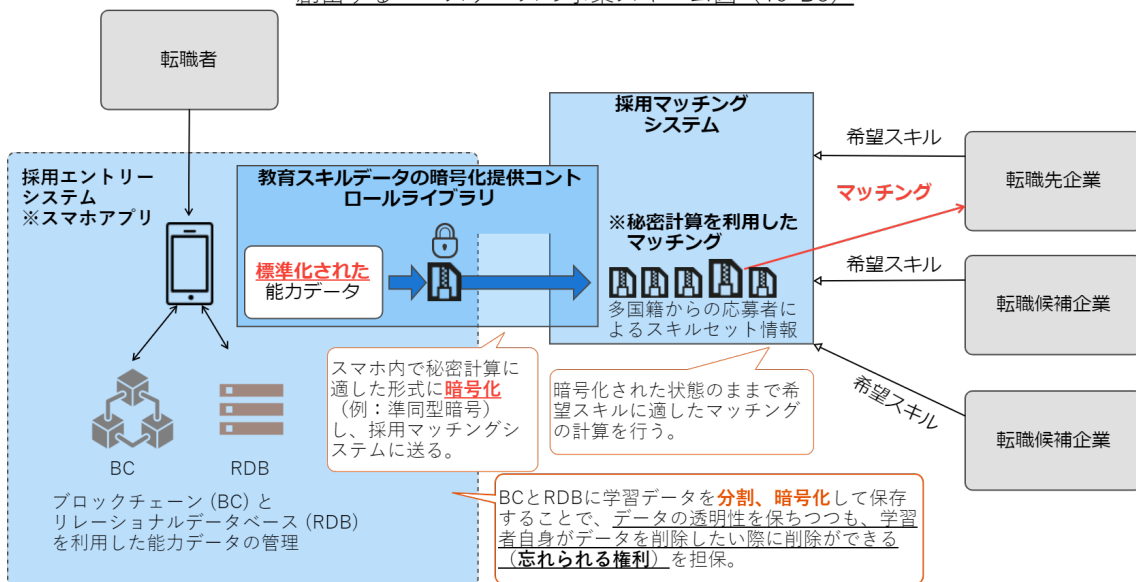 転職者
採用エントリー
システム
※スマホアプリ
教育スキルデータの暗号化提供コント
ロールライブラリ
標準化された
能力データ
採用マッチング
システム
※秘密計算を利用した
マッチング
多国籍からの応募者に
よるスキルセット情報
希望スキル
マッチング
転職先企業
希望スキル
転職候補企業
希望スキル
転職候補企業
スマホ内で秘密計算に
適した形式に暗号化
（例：準同型暗号）
し、採用マッチングシ
ステムに送る。
暗号化された状態のままで希
望スキルに適したマッチング
の計算を行う。
BC
RDB
ブロックチェーン (BC) と
リレーショナルデータベース (RDB)
を利用した能力データの管理
BCとRDBに学習データを分割、暗号化して保存
することで、データの透明性を保ちつつも、学習
者自身がデータを削除したい際に削除ができる
（忘れられる権利）を担保。